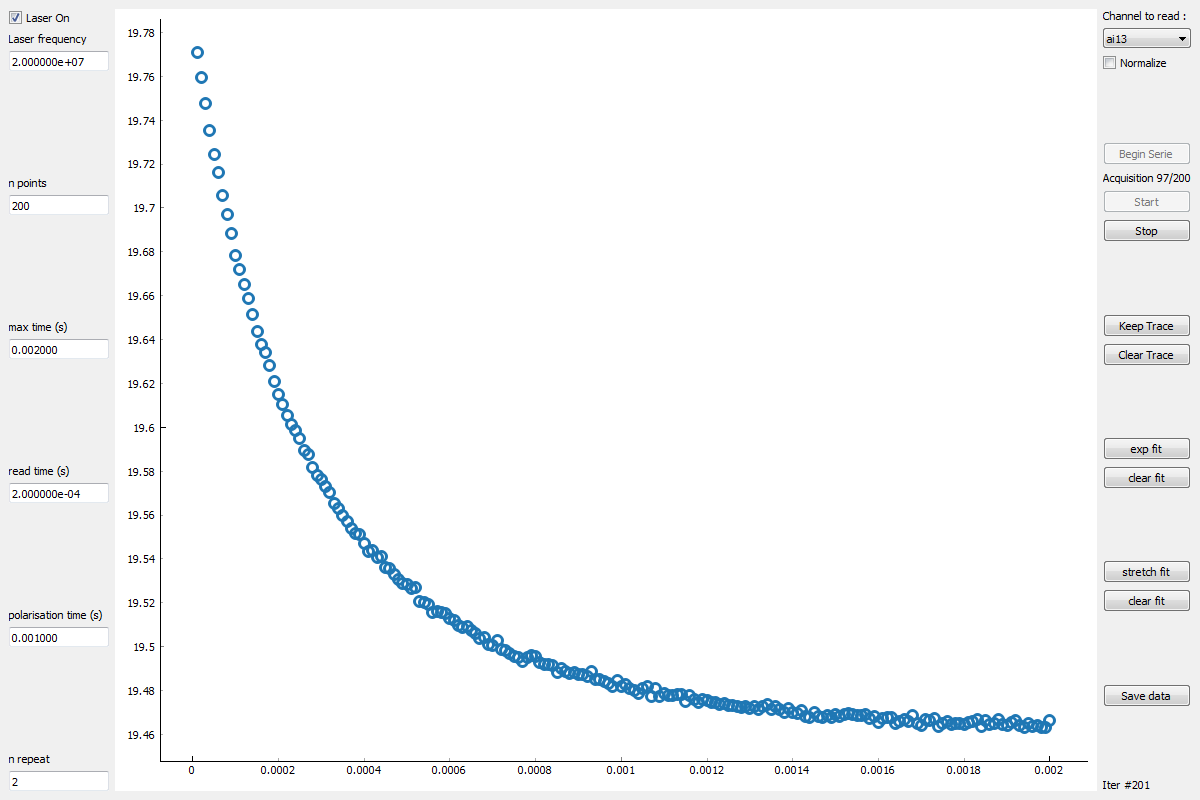 Laser On
Laser frequency
2.000000e+07
n points
200
max time (s)
0.002000
read time (s)
2.000000e-04
polarisation time (s)
0.001000
n repeat
2
19.78
19.76
19.74
19.72
19.7
19.68
19.66
19.64
19.62
19.6
19.58
19.56
19.54
19.52
19.5
19.48
19.46
0 0.0002 0.0004 0.0006 0.0008 0.001 0.0012 0.0014 0.0016 0.0018 0.002
Channel to read :
ai13
Normalize
Begin Serie
Acquisition 97/200
Start
Stop
Keep Trace
Clear Trace
exp fit
clear fit
stretch fit
clear fit
Save data
Iter #201